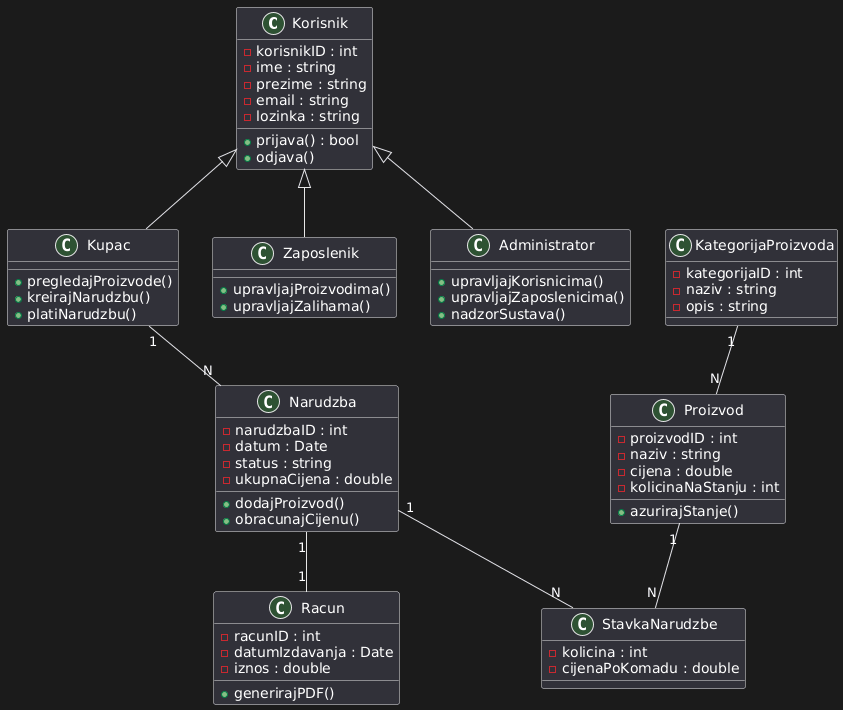 C Korisnik
korisnikID : int
ime : string
prezime : string
email : string
lozinka : string
prijava() : bool
odjava()
C Kupac
pregledajProizvode()
kreirajNarudzbu()
platiNarudzbu()
C Zaposlenik
upravljajProizvodima()
upravljajZalihama()
C Administrator
upravljajKorisnicima()
upravljajZaposlenicima()
nadzorSustava()
C KategorijaProizvoda
kategorijaID : int
naziv : string
opis : string
1
N
1
N
C Narudzba
narudzbaID : int
datum : Date
status : string
ukupnaCijena : double
dodajProizvod()
obracunajCijenu()
C Proizvod
proizvodID : int
naziv : string
cijena : double
kolicinaNaStanju : int
azurirajStanje()
1
1
1
N
1
N
C Racun
racunID : int
datumIzdavanja : Date
iznos : double
generirajPDF()
C StavkaNarudzbe
kolicina : int
cijenaPoKomadu : double